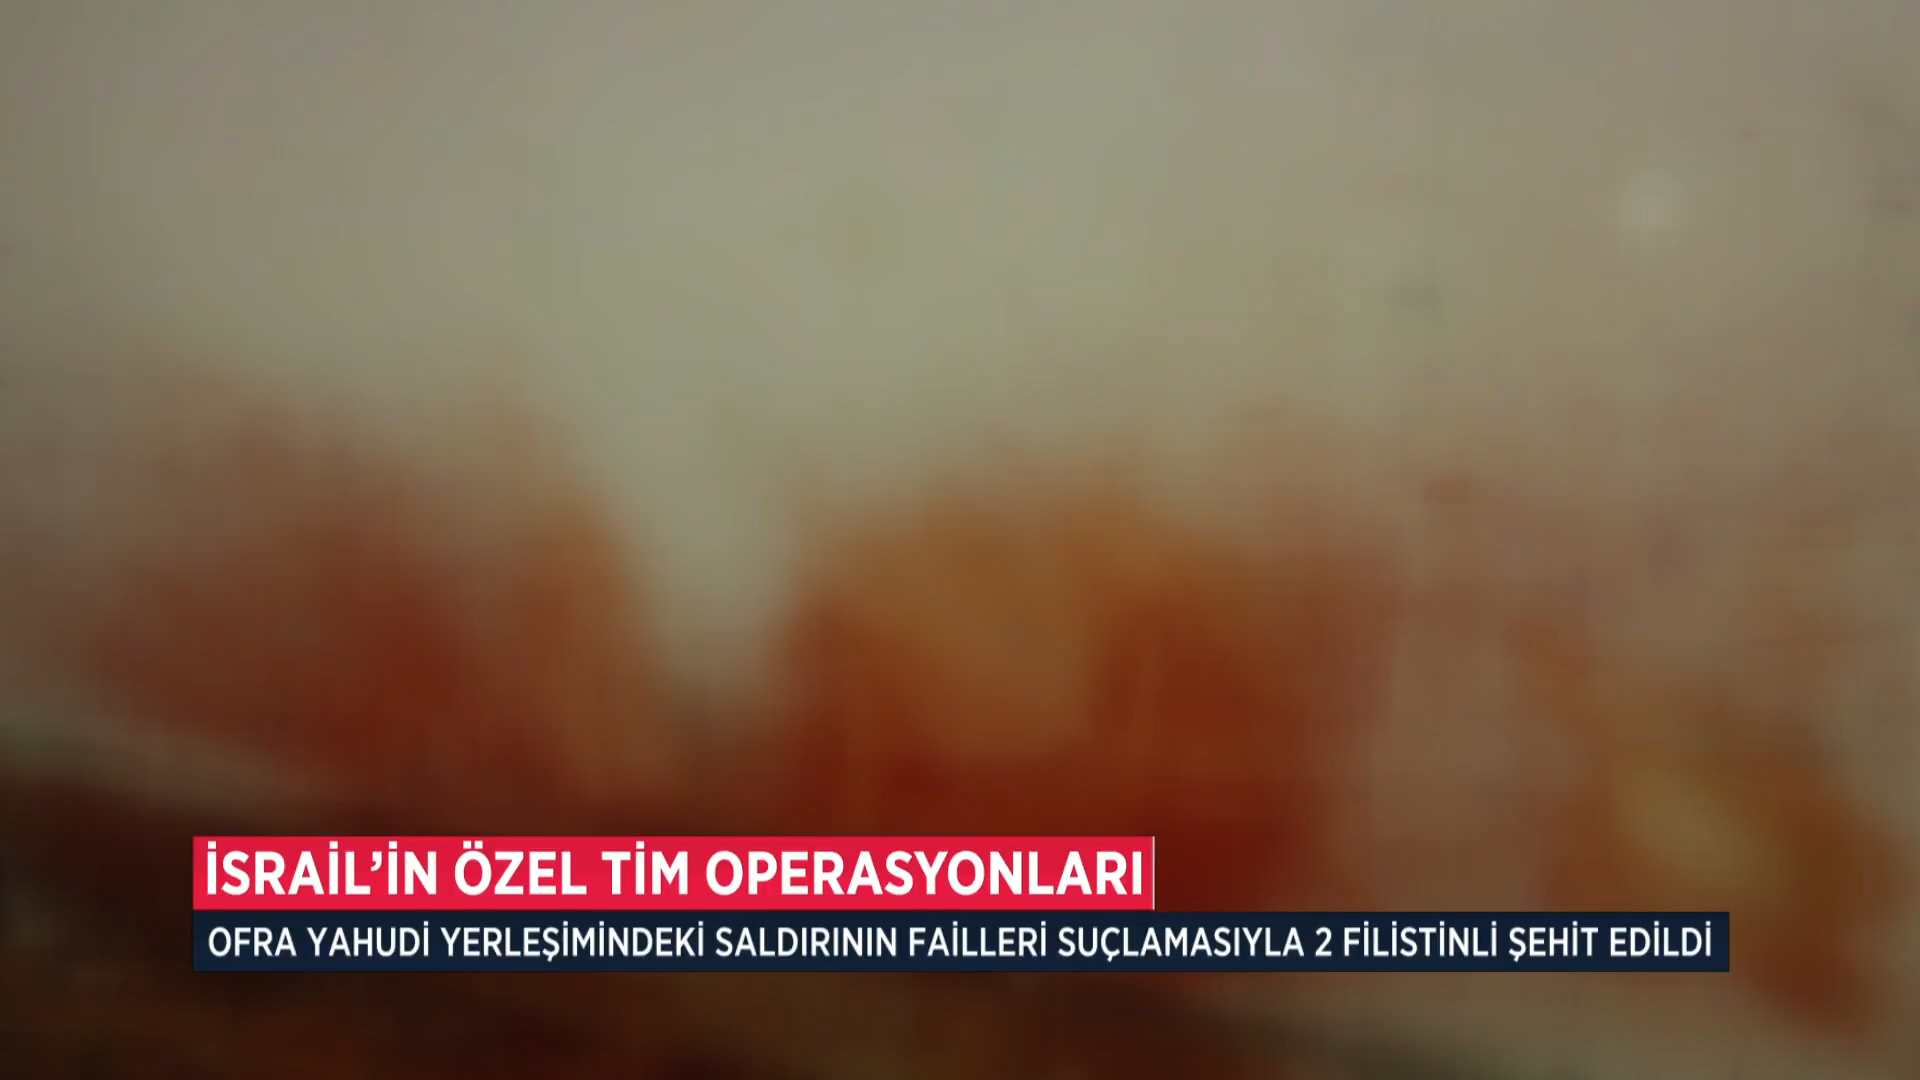 İSRAİL'İN ÖZEL TİM OPERASYONLARI
OFRA YAHUDİ YERLEŞİMİNDEKİ SALDIRININ FAİLLERİ SUÇLAMASIYLA 2 FİLİSTİNLİ ŞEHİT EDİLDİ